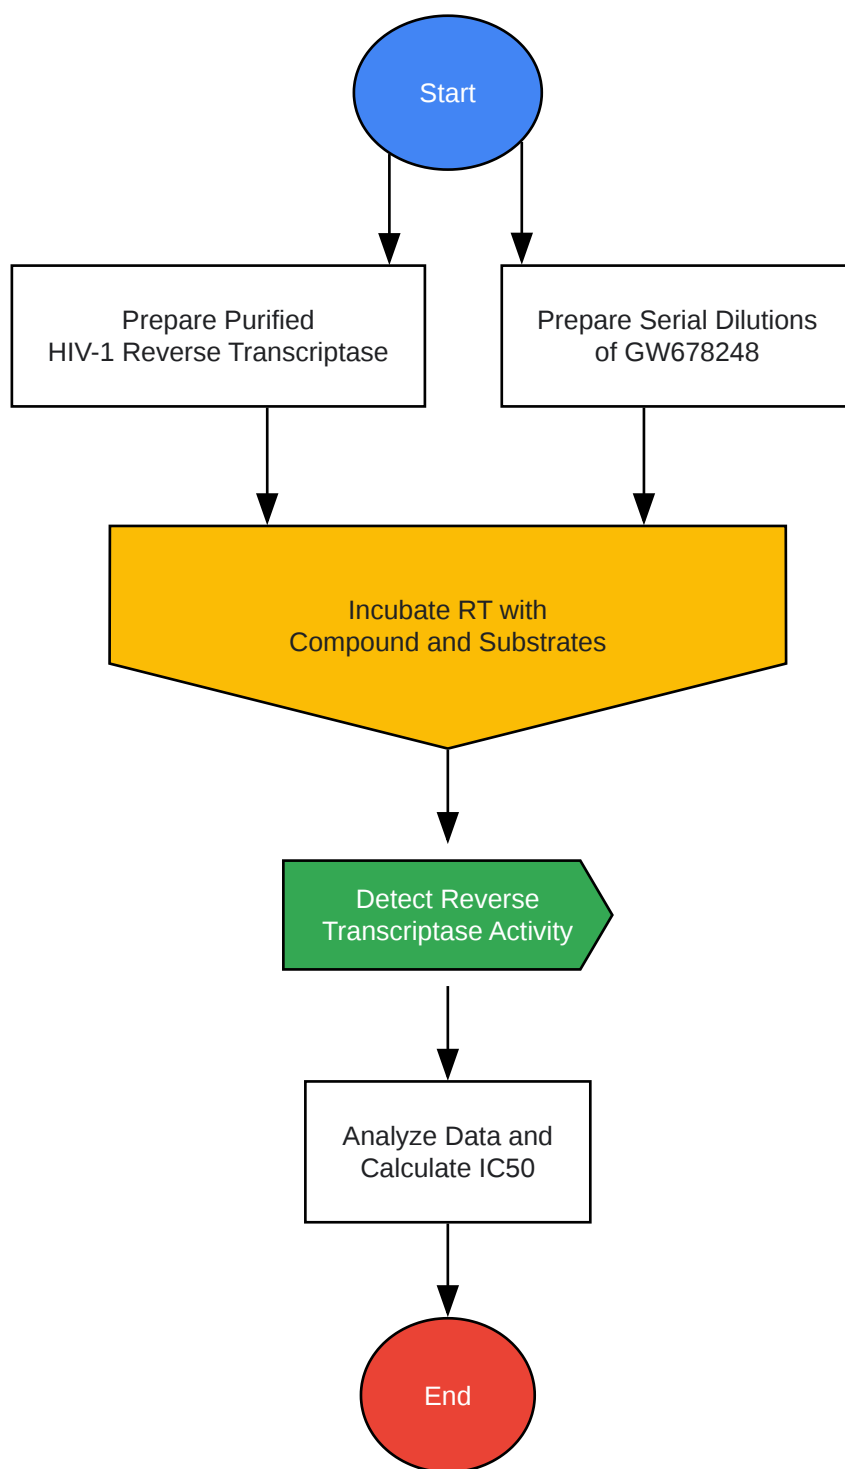 Start
Prepare Purified
HIV-1 Reverse Transcriptase
Prepare Serial Dilutions
of GW678248
Incubate RT with
Compound and Substrates
Detect Reverse
Transcriptase Activity
Analyze Data and
Calculate IC50
End